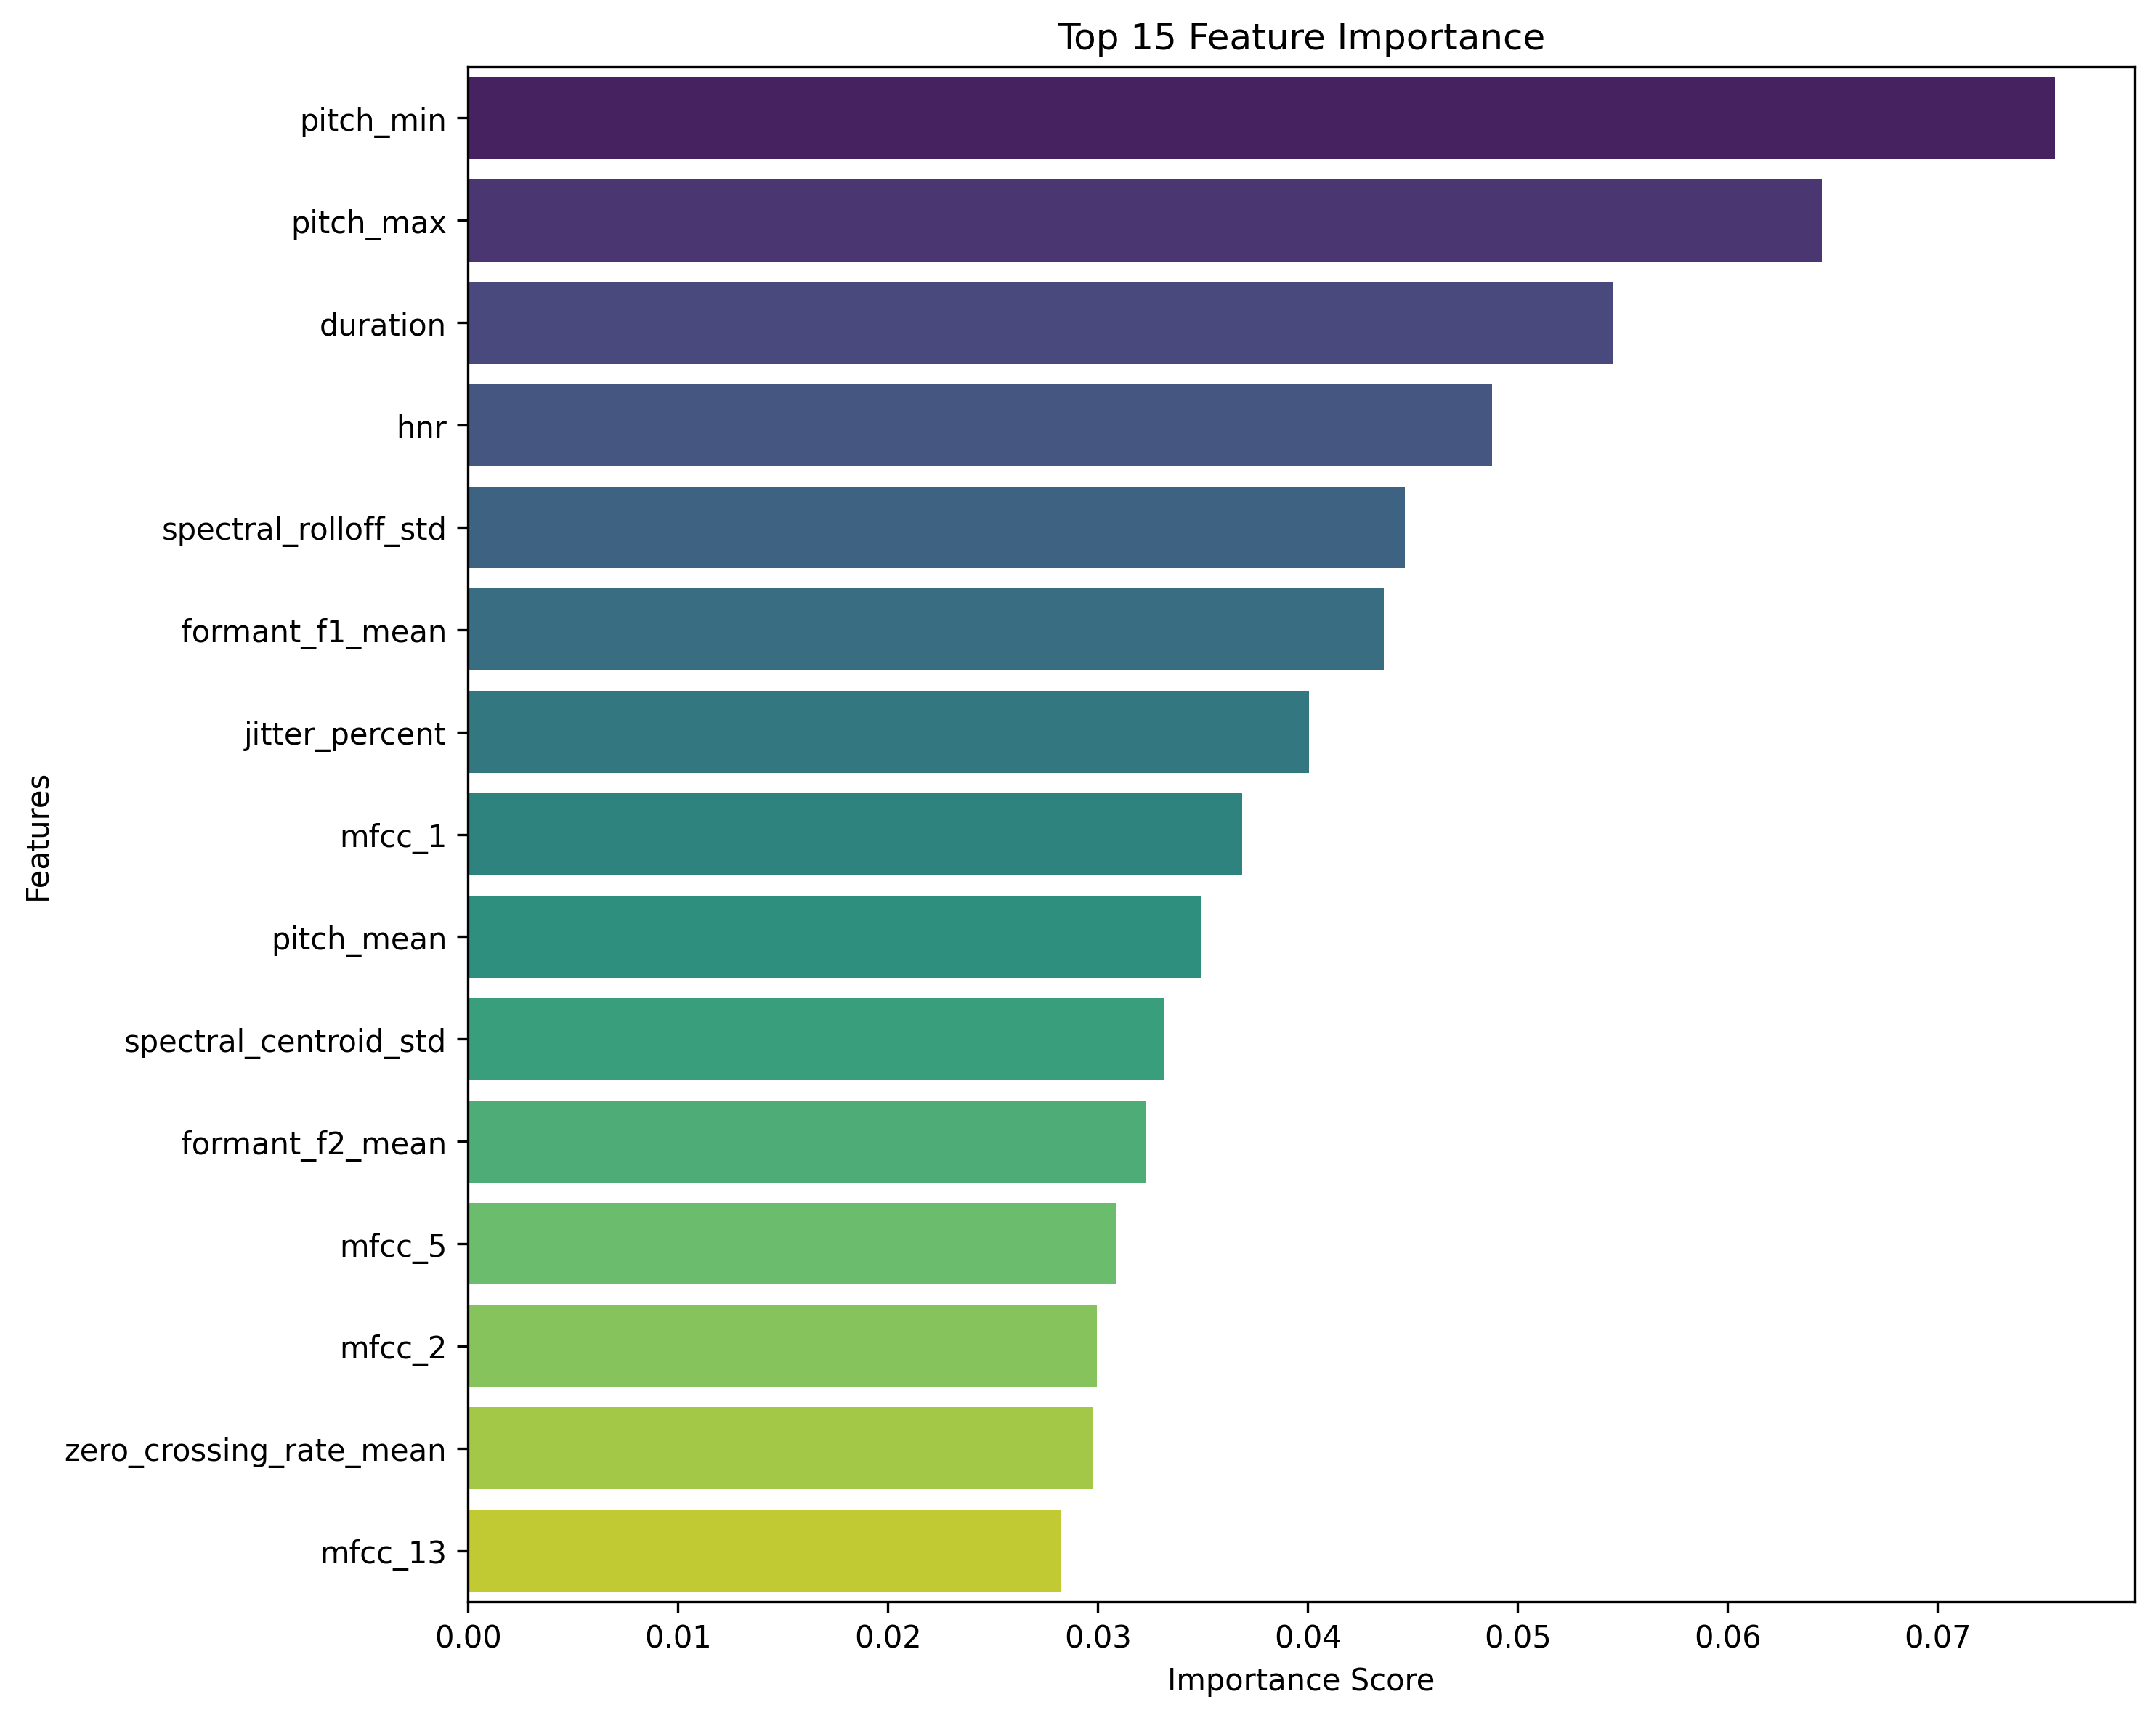 Top 15 Feature Importance
pitch_min
pitch_max
duration
hnr
spectral_rolloff_std
formant_f1_mean
jitter_percent
mfcc_1
pitch_mean
spectral_centroid_std
formant_f2_mean
mfcc_5
mfcc_2
zero_crossing_rate_mean
mfcc_13
Features
0.00 0.01 0.02 0.03 0.04 0.05 0.06 0.07
Importance Score